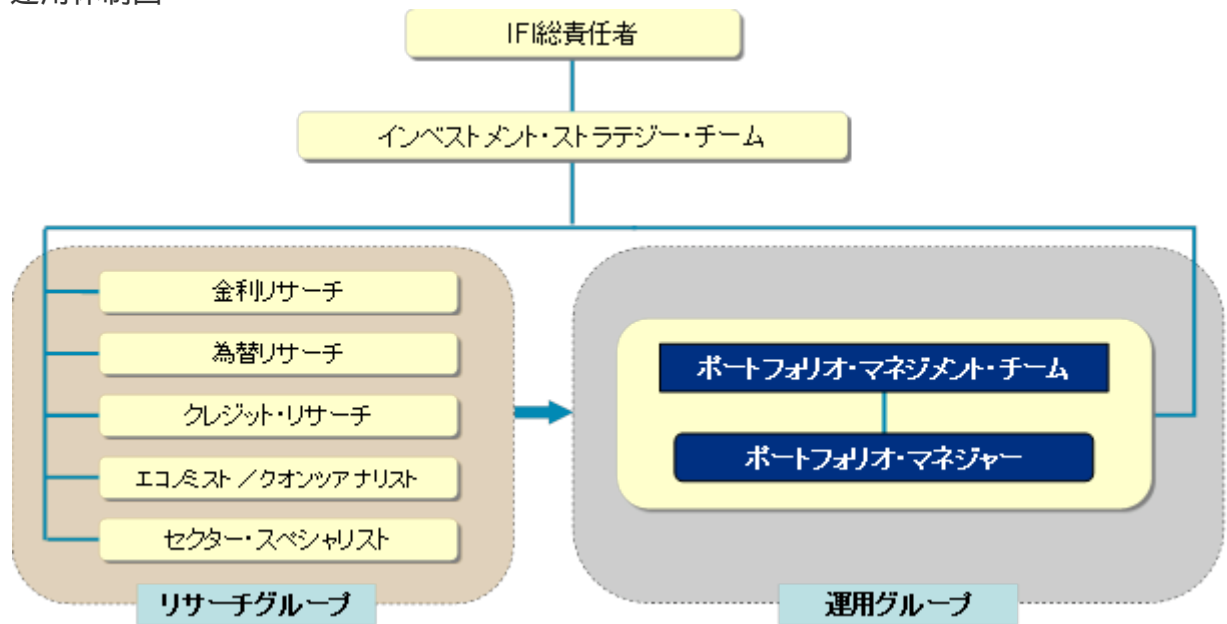 運用体制図
IFI総責任者
インベストメント・ストラテジー・チーム
金利リサーチ
為替リサーチ
クレジット・リサーチ
エコノミスト／クオンツアナリスト
セクター・スペシャリスト
リサーチグループ
ポートフォリオ・マネジメント・チーム
ポートフォリオ・マネジャー
運用グループ